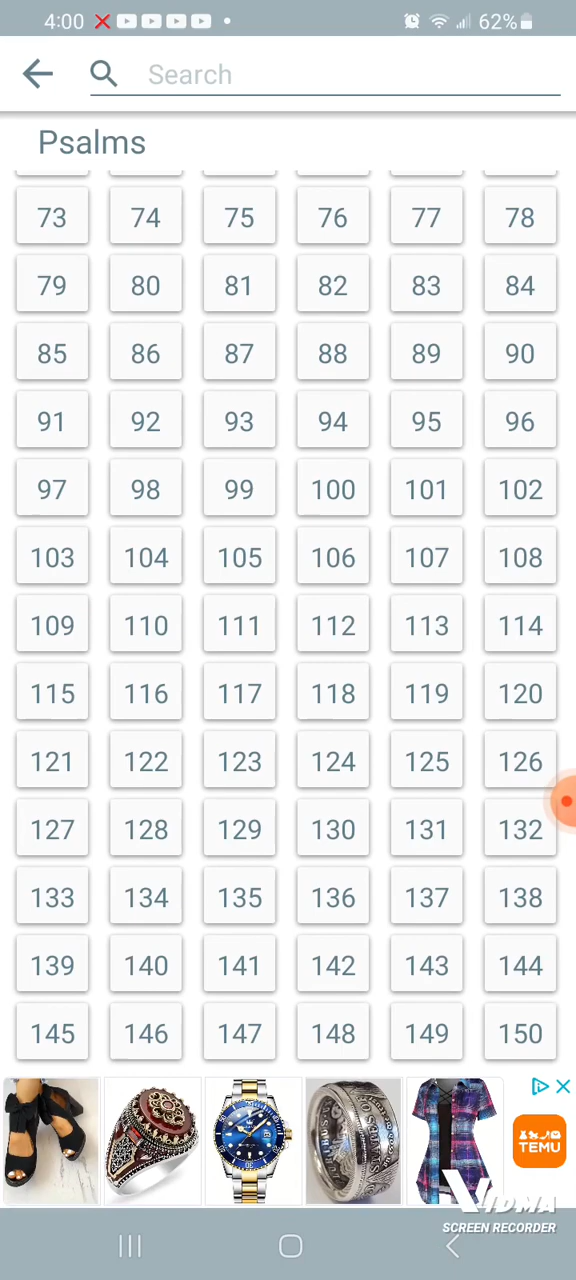 4:00 62%
Search
Psalms
73 74 75 76 77 78
79 80 81 82 83 84
85 86 87 88 89 90
91 92 93 94 95 96
97 98 99 100 101 102
103 104 105 106 107 108
109 110 111 112 113 114
115 116 117 118 119 120
121 122 123 124 125 126
127 128 129 130 131 132
133 134 135 136 137 138
139 140 141 142 143 144
145 146 147 148 149 150
TEMU
VIDMA
SCREEN RECORDER